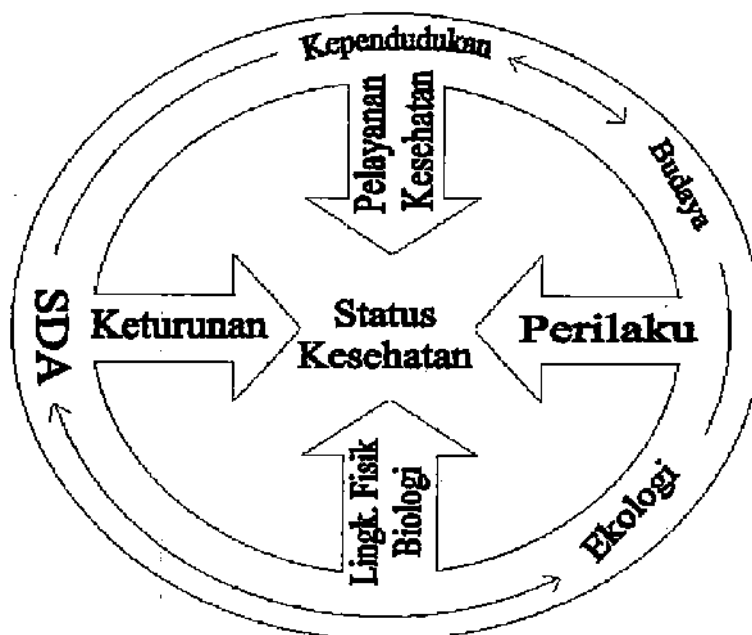 Kependudukan
Pelayanan
Kesehatan
Budaya
SDA
Keturunan
Status
Kesehatan
Perilaku
Lingk. Fisik
Biologi
Ekologi